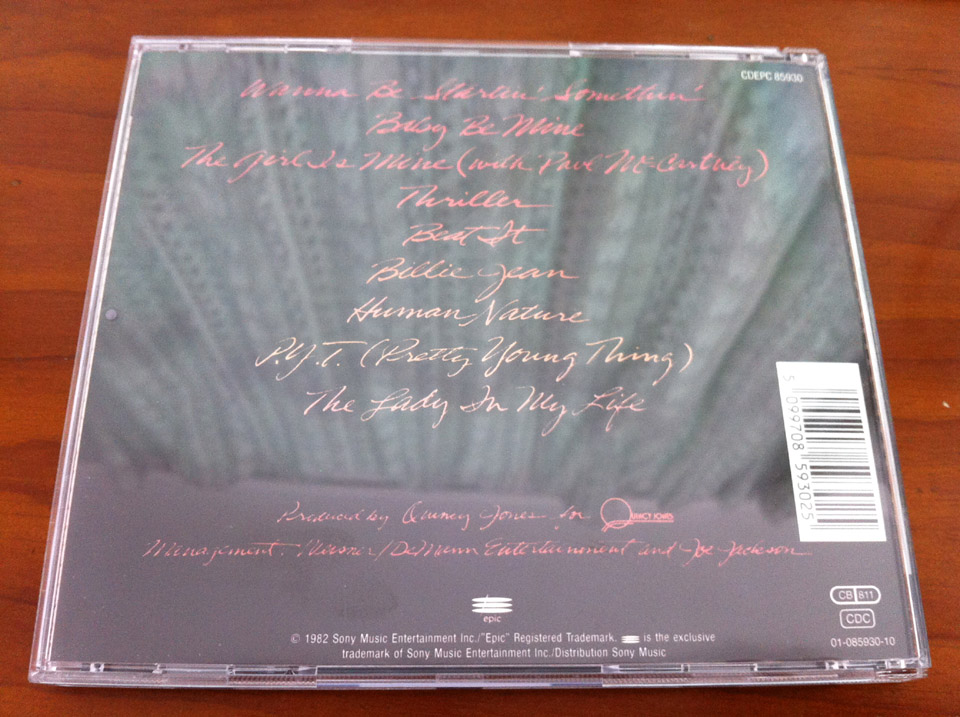 CDEPC 85930
Wanna Be Startin' Somethin'
Baby Be Mine
The Girl Is Mine (with Paul McCartney)
Thriller
Beat It
Billie Jean
Human Nature
P.Y.T. (Pretty Young Thing)
The Lady In My Life
5 099708 593025
Produced by Quincy Jones for QUINCY JONES
Management: Weisner/DeMann Entertainment and Joe Jackson
epic
CB 811
CDC
01-085930-10
© 1982 Sony Music Entertainment Inc./"Epic" Registered Trademark. is the exclusive
trademark of Sony Music Entertainment Inc./Distribution Sony Music